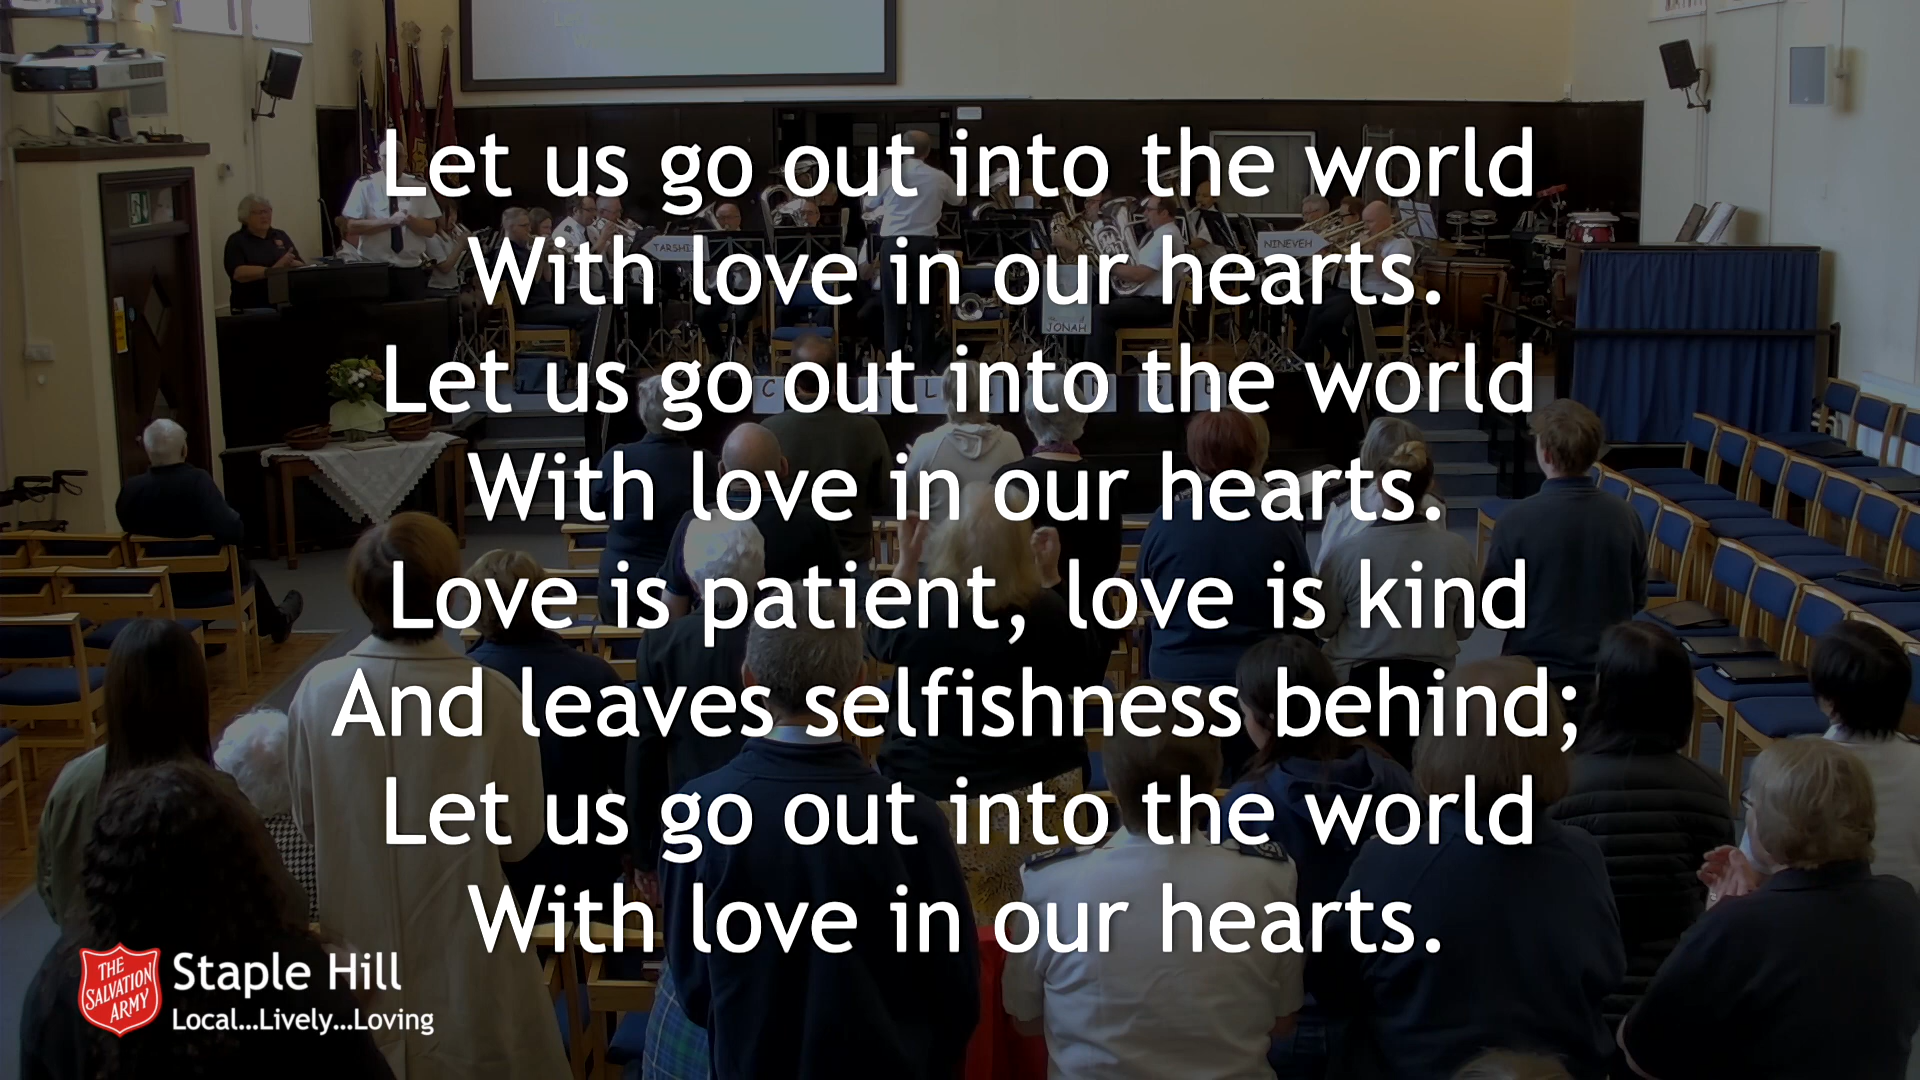 Let us go out into the world
With love in our hearts.
Let us go out into the world
With love in our hearts.
Love is patient, love is kind
And leaves selfishness behind;
Let us go out into the world
With love in our hearts.
TARSHI
NINEVEH
JONAH
THE
SALVATION
ARMY
Staple Hill
Local...Lively...Loving